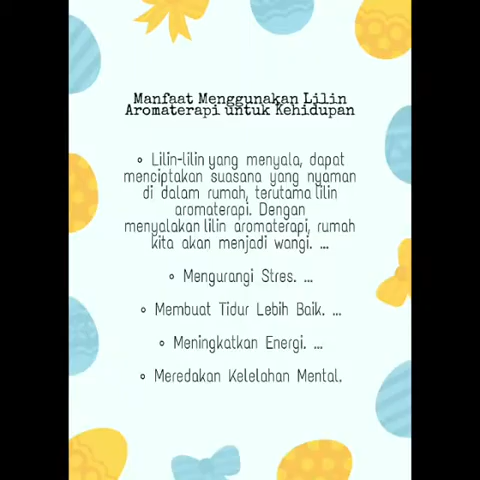 Manfaat Menggunakan Lilin
Aromaterapi untuk Kehidupan
∘ Lilin-lilin yang menyala, dapat
menciptakan suasana yang nyaman
di dalam rumah, terutama lilin
aromaterapi. Dengan
menyalakan lilin aromaterapi, rumah
kita akan menjadi wangi. ...
∘ Mengurangi Stres. ...
∘ Membuat Tidur Lebih Baik. ...
∘ Meningkatkan Energi. ...
∘ Meredakan Kelelahan Mental.